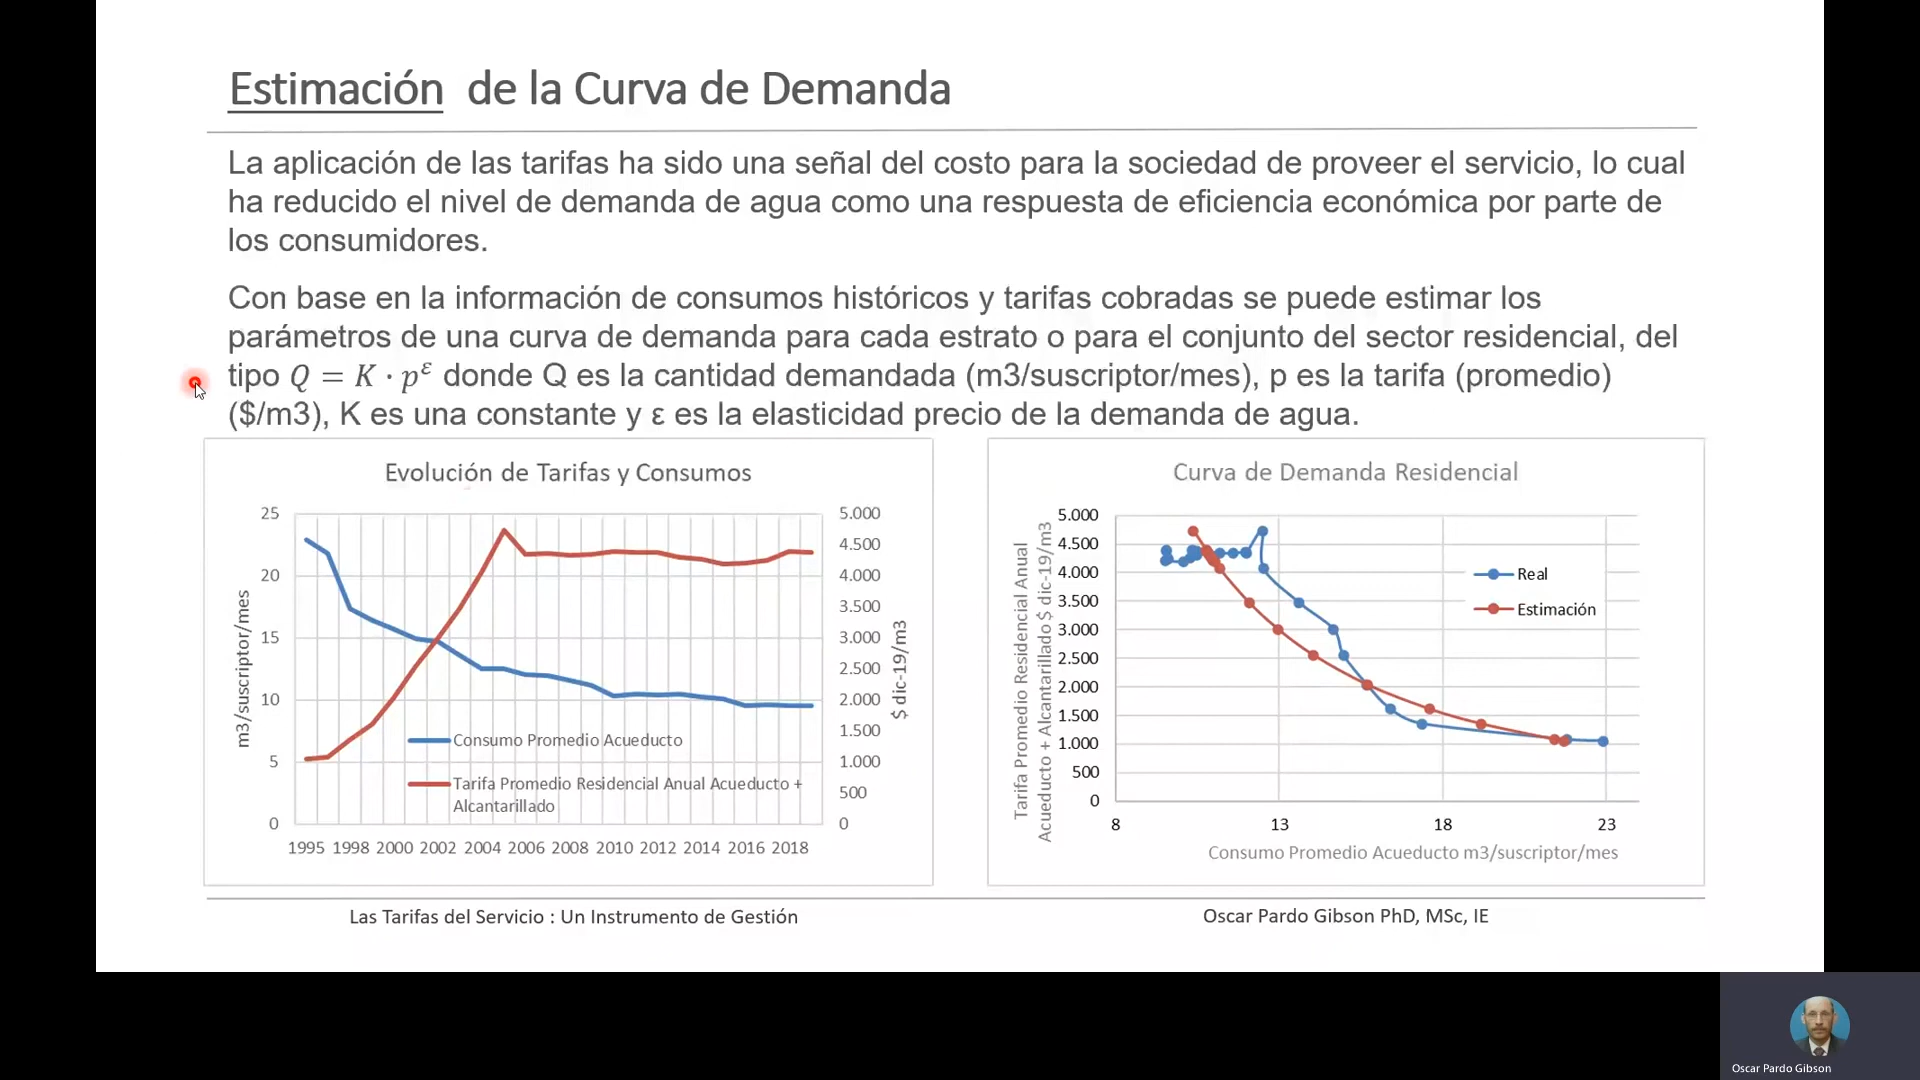 Estimación de la Curva de Demanda
La aplicación de las tarifas ha sido una señal del costo para la sociedad de proveer el servicio, lo cual
ha reducido el nivel de demanda de agua como una respuesta de eficiencia económica por parte de
los consumidores.
Con base en la información de consumos históricos y tarifas cobradas se puede estimar los
parámetros de una curva de demanda para cada estrato o para el conjunto del sector residencial, del
tipo Q = K · p^ε donde Q es la cantidad demandada (m3/suscriptor/mes), p es la tarifa (promedio)
($/m3), K es una constante y ε es la elasticidad precio de la demanda de agua.
Evolución de Tarifas y Consumos
25
20
15
10
5
0
m3/suscriptor/mes
5.000
4.500
4.000
3.500
3.000
2.500
2.000
1.500
1.000
500
0
$ dic-19/m3
Consumo Promedio Acueducto
Tarifa Promedio Residencial Anual Acueducto +
Alcantarillado
1995 1998 2000 2002 2004 2006 2008 2010 2012 2014 2016 2018
Curva de Demanda Residencial
Tarifa Promedio Residencial Anual
Acueducto + Alcantarillado $ dic-19/m3
5.000
4.500
4.000
3.500
3.000
2.500
2.000
1.500
1.000
500
0
Real
Estimación
8 13 18 23
Consumo Promedio Acueducto m3/suscriptor/mes
Las Tarifas del Servicio : Un Instrumento de Gestión
Oscar Pardo Gibson PhD, MSc, IE
Oscar Pardo Gibson